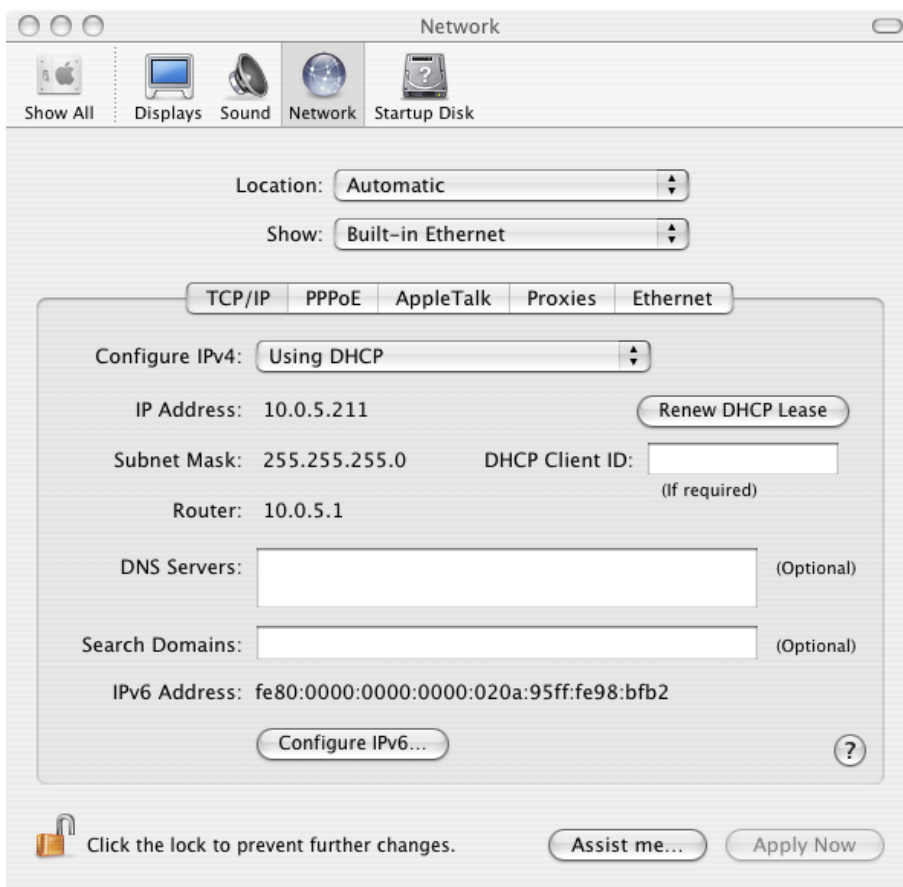 Network
Show All Displays Sound Network Startup Disk
Location: Automatic
Show: Built-in Ethernet
TCP/IP PPPoE AppleTalk Proxies Ethernet
Configure IPv4: Using DHCP
IP Address: 10.0.5.211 Renew DHCP Lease
Subnet Mask: 255.255.255.0 DHCP Client ID:
(If required)
Router: 10.0.5.1
DNS Servers: (Optional)
Search Domains: (Optional)
IPv6 Address: fe80:0000:0000:0000:020a:95ff:fe98:bfb2
Configure IPv6... ?
Click the lock to prevent further changes. Assist me... Apply Now